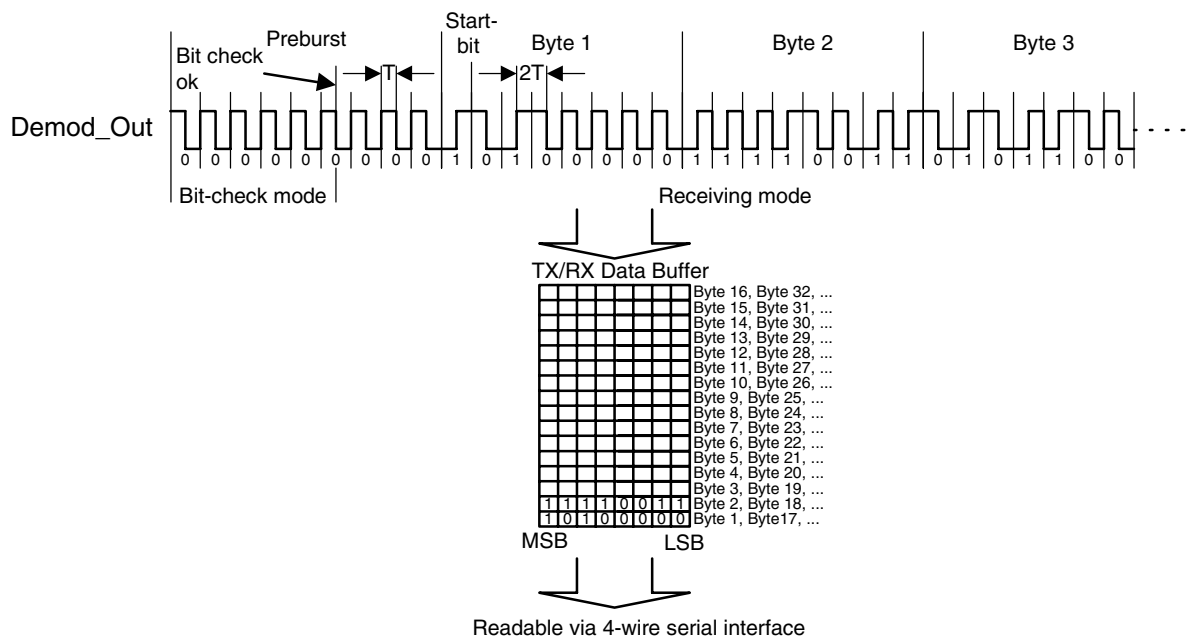 Start-
bit
Preburst
Byte 1
Byte 2
Byte 3
Bit check
ok
T
2T
Demod_Out
0 0 0 0 0 0 0 0 0 1 0 1 0 0 0 0 0 1 1 1 1 0 0 1 1 0 1 0 1 1 0 0
Bit-check mode
Receiving mode
TX/RX Data Buffer
Byte 16, Byte 32, ...
Byte 15, Byte 31, ...
Byte 14, Byte 30, ...
Byte 13, Byte 29, ...
Byte 12, Byte 28, ...
Byte 11, Byte 27, ...
Byte 10, Byte 26, ...
Byte 9, Byte 25, ...
Byte 8, Byte 24, ...
Byte 7, Byte 23, ...
Byte 6, Byte 22, ...
Byte 5, Byte 21, ...
Byte 4, Byte 20, ...
Byte 3, Byte 19, ...
1 1 1 1 0 0 1 1 Byte 2, Byte 18, ...
1 0 1 0 0 0 0 0 Byte 1, Byte17, ...
MSB LSB
Readable via 4-wire serial interface